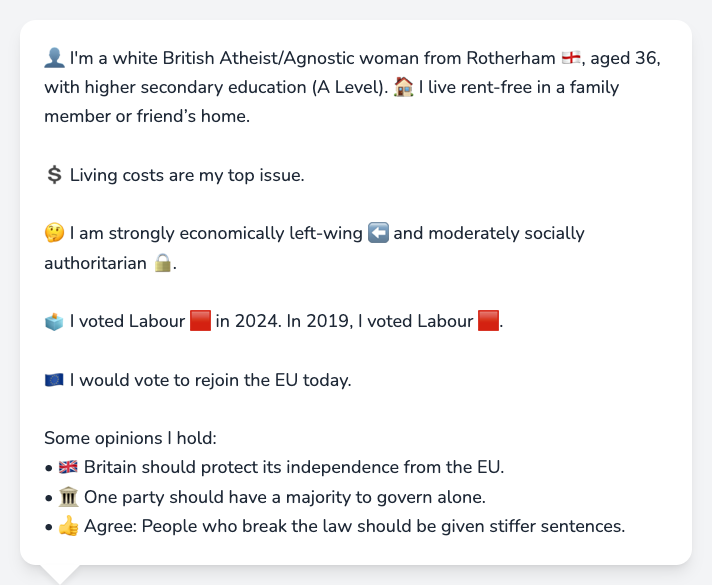 👤 I'm a white British Atheist/Agnostic woman from Rotherham 🏴󠁧󠁢󠁥󠁮󠁧󠁿, aged 36,
with higher secondary education (A Level). 🏠 I live rent-free in a family
member or friend’s home.
💲 Living costs are my top issue.
🤔 I am strongly economically left-wing ⬅️ and moderately socially
authoritarian 🔒.
🗳️ I voted Labour 🟥 in 2024. In 2019, I voted Labour 🟥.
🇪🇺 I would vote to rejoin the EU today.
Some opinions I hold:
• 🇬🇧 Britain should protect its independence from the EU.
• 🏛️ One party should have a majority to govern alone.
• 👍 Agree: People who break the law should be given stiffer sentences.